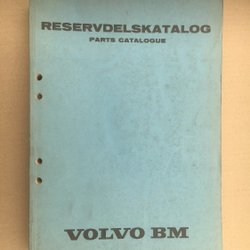 RESERVDELSKATALOG
PARTS CATALOGUE
VOLVO BM